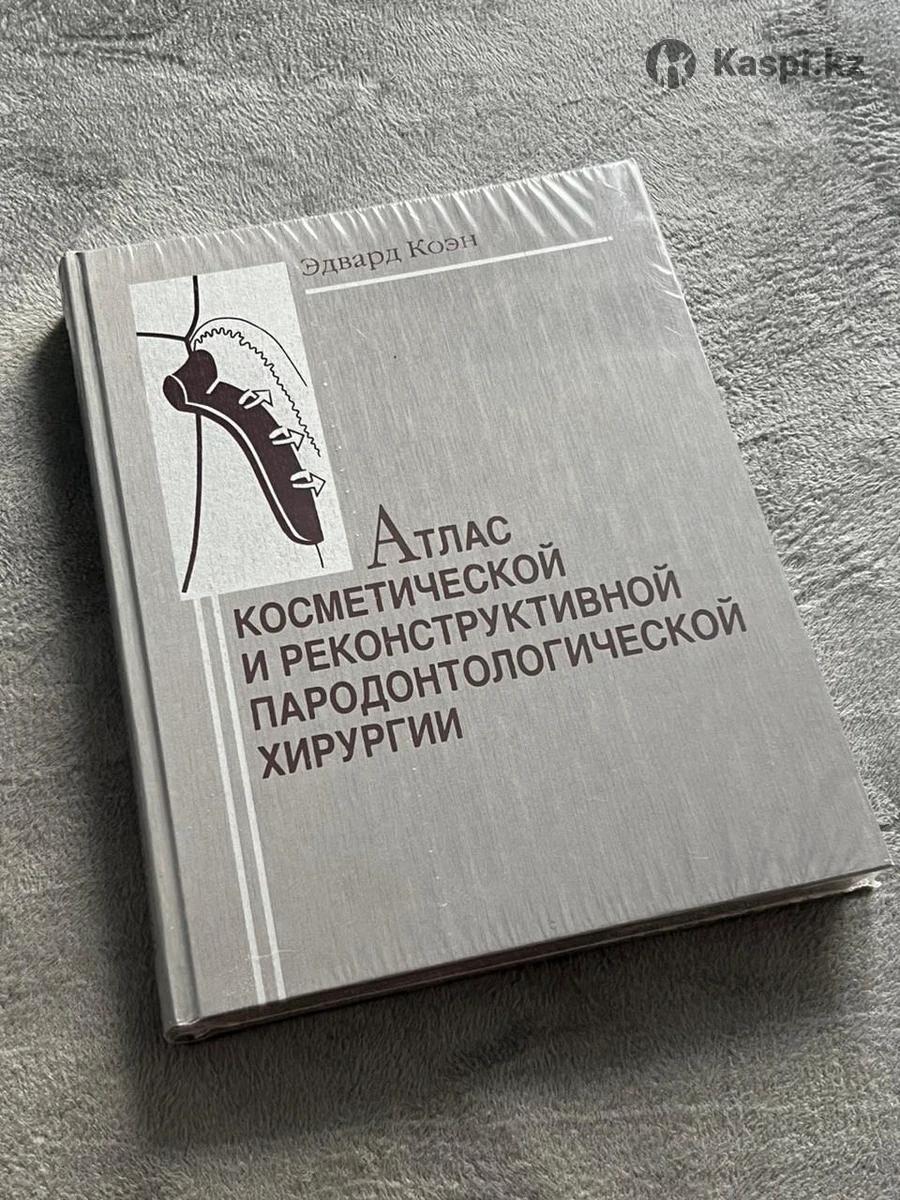 Kaspi.kz
Эдвард Коэн
Атлас
косметической
и реконструктивной
пародонтологической
хирургии